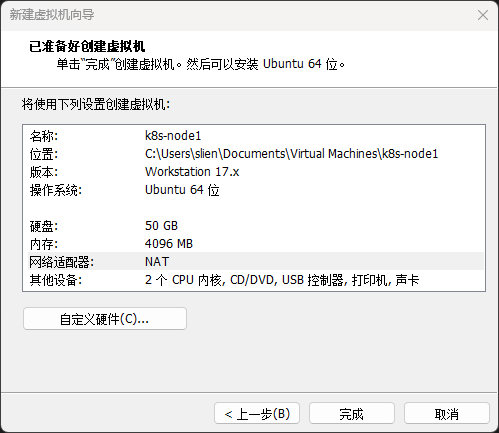 新建虚拟机向导
已准备好创建虚拟机
单击“完成”创建虚拟机。然后可以安装 Ubuntu 64 位。
将使用下列设置创建虚拟机:
名称: k8s-node1
位置: C:\Users\slien\Documents\Virtual Machines\k8s-node1
版本: Workstation 17.x
操作系统: Ubuntu 64 位
硬盘: 50 GB
内存: 4096 MB
网络适配器: NAT
其他设备: 2 个 CPU 内核, CD/DVD, USB 控制器, 打印机, 声卡
自定义硬件(C)...
< 上一步(B) 完成 取消